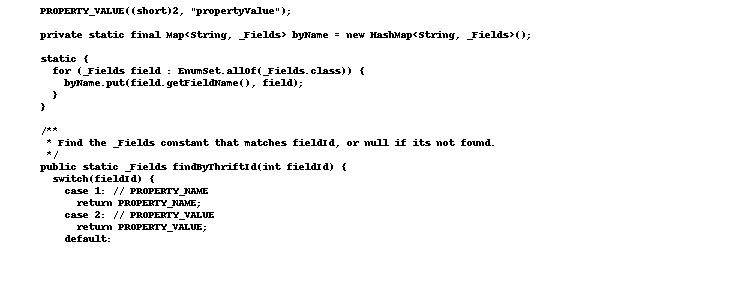 PROPERTY_VALUE((short)2, "propertyValue");
private static final Map<String, _Fields> byName = new HashMap<String, _Fields>();
static {
for (_Fields field : EnumSet.allOf(_Fields.class)) {
byName.put(field.getFieldName(), field);
}
}
/**
* Find the _Fields constant that matches fieldId, or null if its not found.
*/
public static _Fields findByThriftId(int fieldId) {
switch(fieldId) {
case 1: // PROPERTY_NAME
return PROPERTY_NAME;
case 2: // PROPERTY_VALUE
return PROPERTY_VALUE;
default: